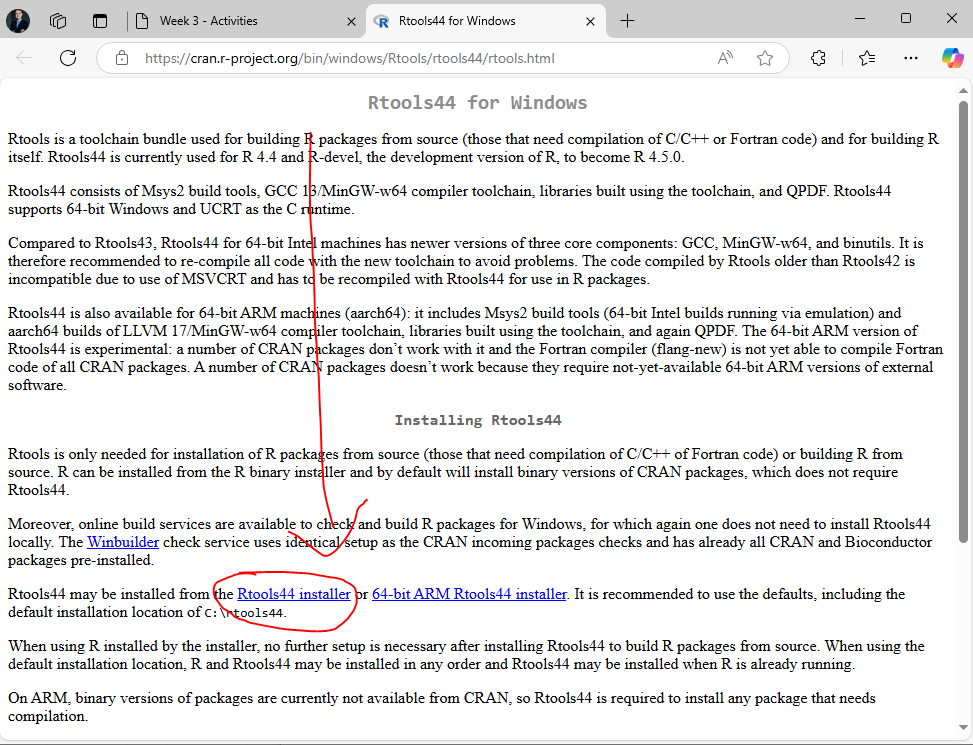 Week 3 - Activities
Rtools44 for Windows
https://cran.r-project.org/bin/windows/Rtools/rtools44/rtools.html
Rtools44 for Windows
Rtools is a toolchain bundle used for building R packages from source (those that need compilation of C/C++ or Fortran code) and for building R
itself. Rtools44 is currently used for R 4.4 and R-devel, the development version of R, to become R 4.5.0.
Rtools44 consists of Msys2 build tools, GCC 13/MinGW-w64 compiler toolchain, libraries built using the toolchain, and QPDF. Rtools44
supports 64-bit Windows and UCRT as the C runtime.
Compared to Rtools43, Rtools44 for 64-bit Intel machines has newer versions of three core components: GCC, MinGW-w64, and binutils. It is
therefore recommended to re-compile all code with the new toolchain to avoid problems. The code compiled by Rtools older than Rtools42 is
incompatible due to use of MSVCRT and has to be recompiled with Rtools44 for use in R packages.
Rtools44 is also available for 64-bit ARM machines (aarch64): it includes Msys2 build tools (64-bit Intel builds running via emulation) and
aarch64 builds of LLVM 17/MinGW-w64 compiler toolchain, libraries built using the toolchain, and again QPDF. The 64-bit ARM version of
Rtools44 is experimental: a number of CRAN packages don’t work with it and the Fortran compiler (flang-new) is not yet able to compile Fortran
code of all CRAN packages. A number of CRAN packages doesn’t work because they require not-yet-available 64-bit ARM versions of external
software.
Installing Rtools44
Rtools is only needed for installation of R packages from source (those that need compilation of C/C++ of Fortran code) or building R from
source. R can be installed from the R binary installer and by default will install binary versions of CRAN packages, which does not require
Rtools44.
Moreover, online build services are available to check and build R packages for Windows, for which again one does not need to install Rtools44
locally. The Winbuilder check service uses identical setup as the CRAN incoming packages checks and has already all CRAN and Bioconductor
packages pre-installed.
Rtools44 may be installed from the Rtools44 installer or 64-bit ARM Rtools44 installer. It is recommended to use the defaults, including the
default installation location of C:\rtools44.
When using R installed by the installer, no further setup is necessary after installing Rtools44 to build R packages from source. When using the
default installation location, R and Rtools44 may be installed in any order and Rtools44 may be installed when R is already running.
On ARM, binary versions of packages are currently not available from CRAN, so Rtools44 is required to install any package that needs
compilation.